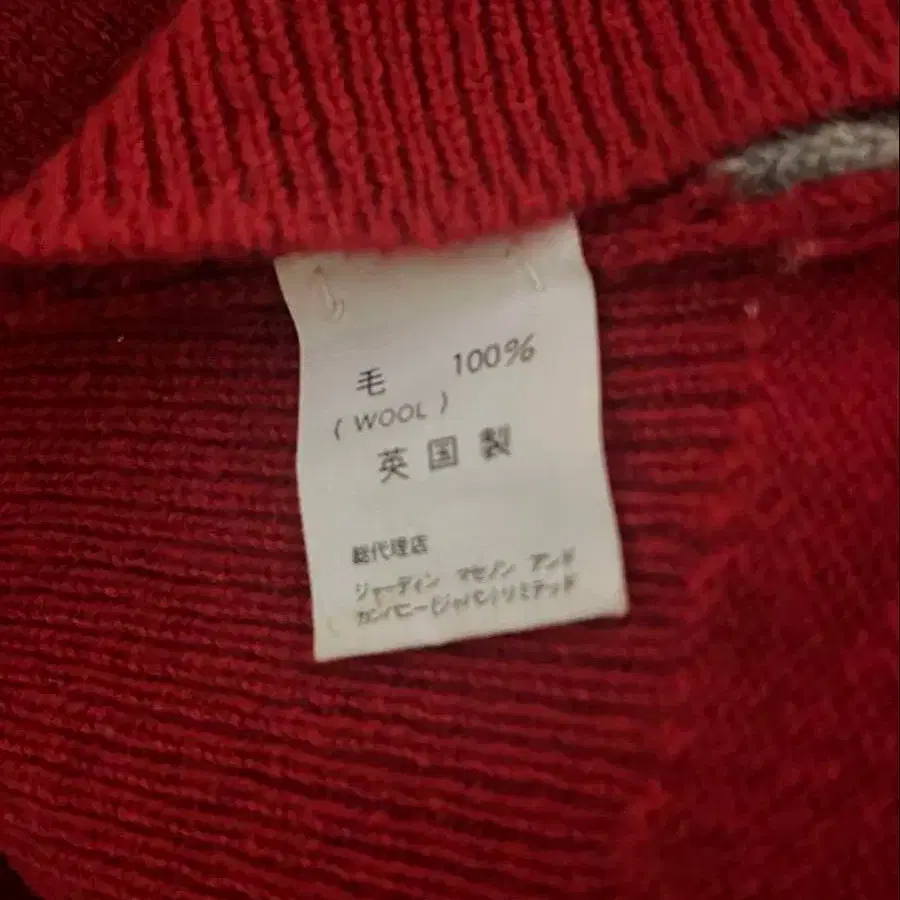 毛 100%
( WOOL )
英国製
総代理店
ジャーディン マセソン アンド
カンパニー(ジャパン)リミテッド